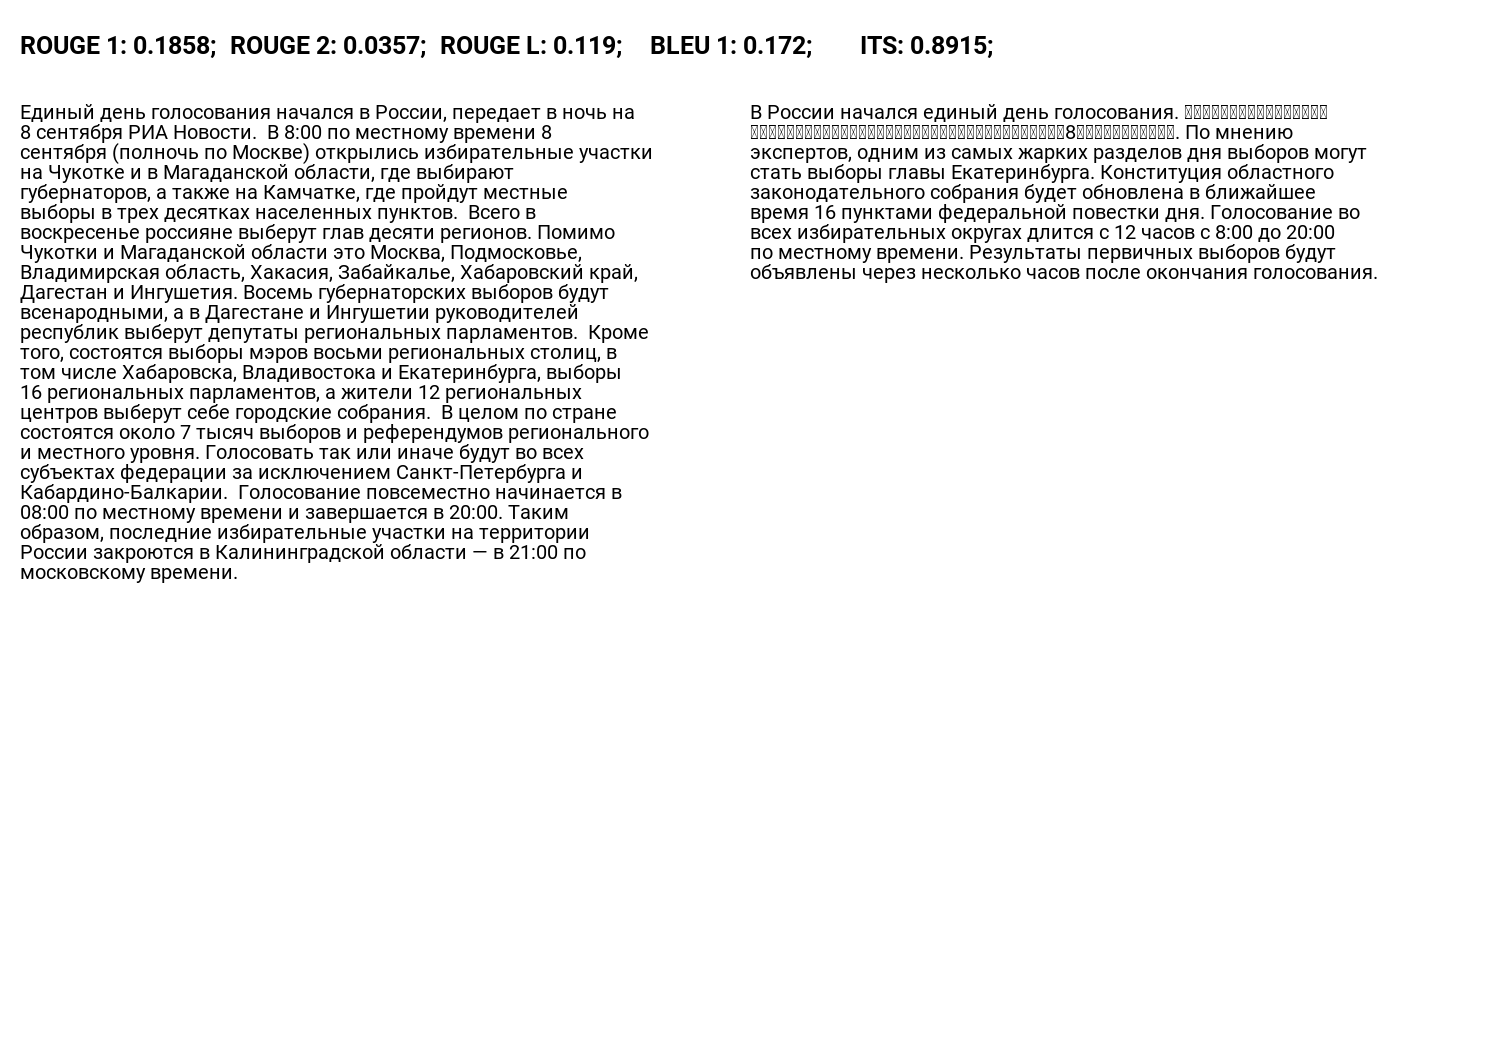 ROUGE 1: 0.1858; ROUGE 2: 0.0357; ROUGE L: 0.119; BLEU 1: 0.172; ITS: 0.8915;
Единый день голосования начался в России, передает в ночь на
8 сентября РИА Новости. В 8:00 по местному времени 8
сентября (полночь по Москве) открылись избирательные участки
на Чукотке и в Магаданской области, где выбирают
губернаторов, а также на Камчатке, где пройдут местные
выборы в трех десятках населенных пунктов. Всего в
воскресенье россияне выберут глав десяти регионов. Помимо
Чукотки и Магаданской области это Москва, Подмосковье,
Владимирская область, Хакасия, Забайкалье, Хабаровский край,
Дагестан и Ингушетия. Восемь губернаторских выборов будут
всенародными, а в Дагестане и Ингушетии руководителей
республик выберут депутаты региональных парламентов. Кроме
того, состоятся выборы мэров восьми региональных столиц, в
том числе Хабаровска, Владивостока и Екатеринбурга, выборы
16 региональных парламентов, а жители 12 региональных
центров выберут себе городские собрания. В целом по стране
состоятся около 7 тысяч выборов и референдумов регионального
и местного уровня. Голосовать так или иначе будут во всех
субъектах федерации за исключением Санкт-Петербурга и
Кабардино-Балкарии. Голосование повсеместно начинается в
08:00 по местному времени и завершается в 20:00. Таким
образом, последние избирательные участки на территории
России закроются в Калининградской области — в 21:00 по
московскому времени.
В России начался единый день голосования.
8. По мнению
экспертов, одним из самых жарких разделов дня выборов могут
стать выборы главы Екатеринбурга. Конституция областного
законодательного собрания будет обновлена в ближайшее
время 16 пунктами федеральной повестки дня. Голосование во
всех избирательных округах длится с 12 часов с 8:00 до 20:00
по местному времени. Результаты первичных выборов будут
объявлены через несколько часов после окончания голосования.